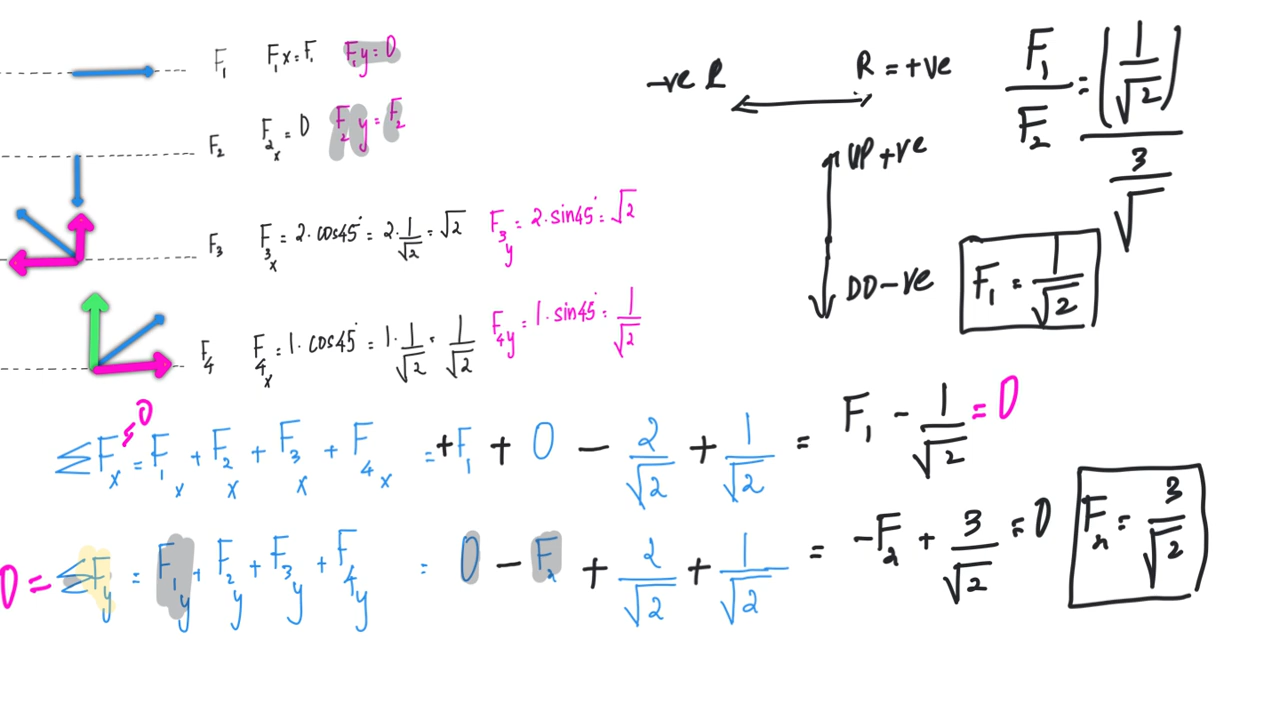 F₁ F₁x = F₁ F₁y = 0
F₂ F₂x = 0 F₂y = F₂
F₃ F₃x = 2·cos45° = 2·1/√2 = √2 F₃y = 2·sin45° = √2
F₄ F₄x = 1·cos45° = 1·1/√2 = 1/√2 F₄y = 1·sin45° = 1/√2
-ve R R = +ve
UP +ve
DD -ve
F₁/F₂ = (1/√2) / 3/√
F₁ = 1/√2
ΣFx = 0 = F₁x + F₂x + F₃x + F₄x = +F₁ + 0 − 2/√2 + 1/√2 = F₁ − 1/√2 = 0
0 = ΣFy = F₁y + F₂y + F₃y + F₄y = 0 − F₂ + 2/√2 + 1/√2 = −F₂ + 3/√2 = 0
F₂ = 3/√2